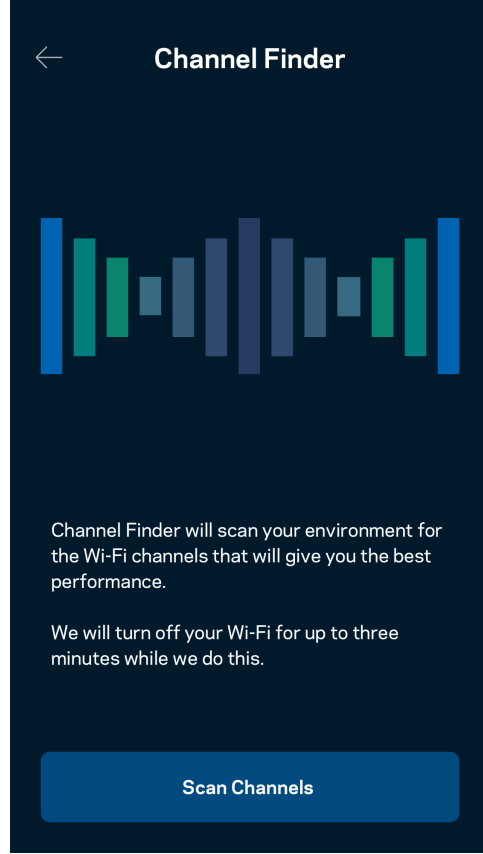 Channel Finder
Channel Finder will scan your environment for
the Wi-Fi channels that will give you the best
performance.
We will turn off your Wi-Fi for up to three
minutes while we do this.
Scan Channels